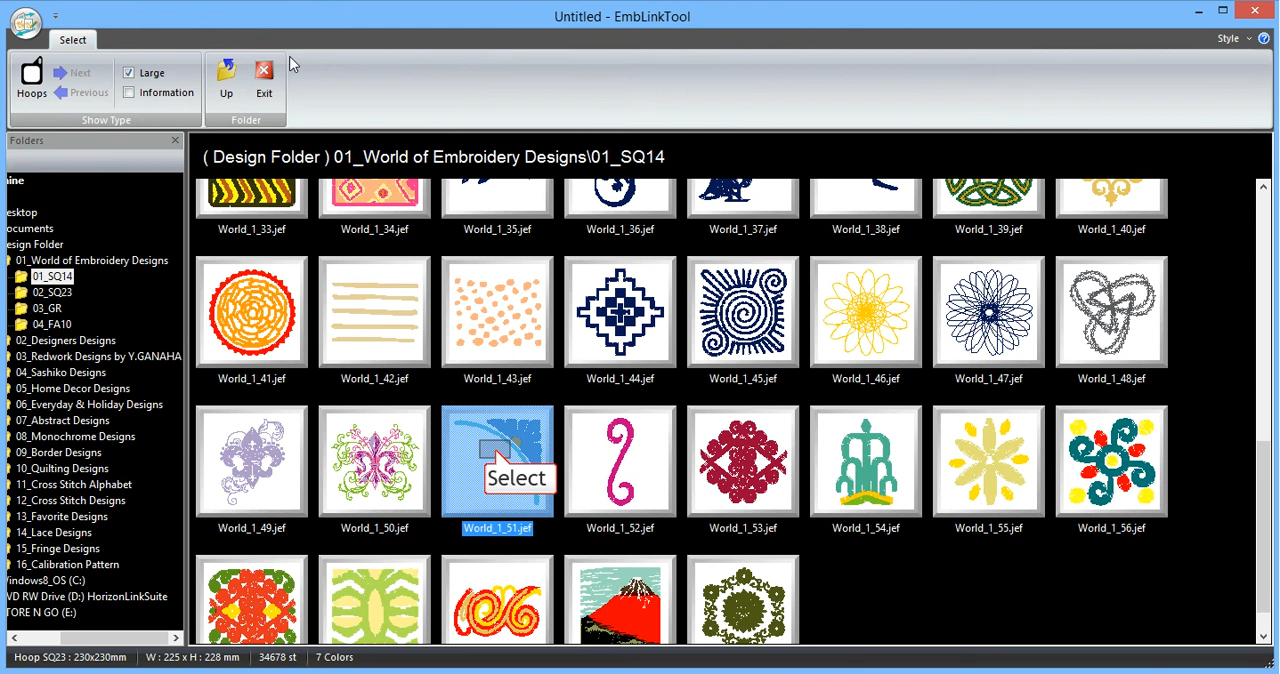 Untitled - EmbLinkTool
Select
Style
Hoops
Next
Previous
Large
Information
Show Type
Up
Exit
Folder
Folders
ine
esktop
ocuments
esign Folder
01_World of Embroidery Designs
01_SQ14
02_SQ23
03_GR
04_FA10
02_Designers Designs
03_Redwork Designs by Y.GANAHA
04_Sashiko Designs
05_Home Decor Designs
06_Everyday & Holiday Designs
07_Abstract Designs
08_Monochrome Designs
09_Border Designs
10_Quilting Designs
11_Cross Stitch Alphabet
12_Cross Stitch Designs
13_Favorite Designs
14_Lace Designs
15_Fringe Designs
16_Calibration Pattern
Windows8_OS (C:)
VD RW Drive (D:) HorizonLinkSuite
TORE N GO (E:)
( Design Folder ) 01_World of Embroidery Designs\01_SQ14
World_1_33.jef World_1_34.jef World_1_35.jef World_1_36.jef World_1_37.jef World_1_38.jef World_1_39.jef World_1_40.jef
World_1_41.jef World_1_42.jef World_1_43.jef World_1_44.jef World_1_45.jef World_1_46.jef World_1_47.jef World_1_48.jef
Select
World_1_49.jef World_1_50.jef World_1_51.jef World_1_52.jef World_1_53.jef World_1_54.jef World_1_55.jef World_1_56.jef
Hoop SQ23 : 230x230mm W : 225 x H : 228 mm 34678 st 7 Colors